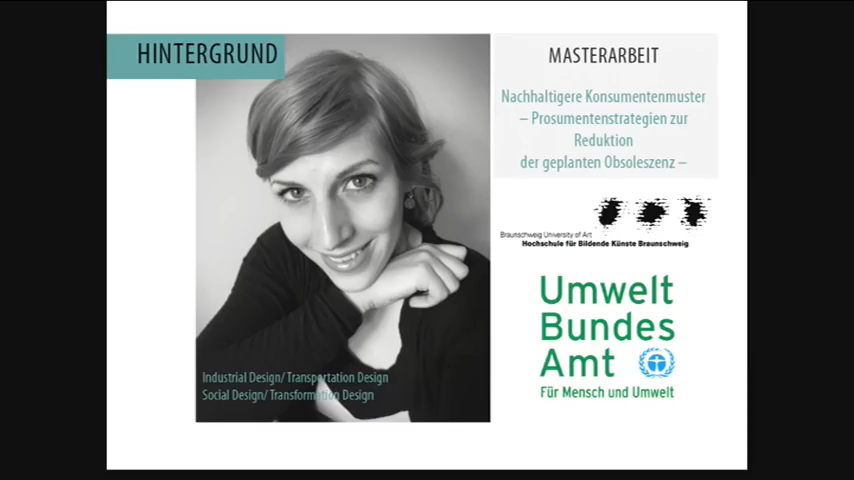 HINTERGRUND
MASTERARBEIT
Nachhaltigere Konsumentenmuster
– Prosumentenstrategien zur
Reduktion
der geplanten Obsoleszenz –
Braunschweig University of Art
Hochschule für Bildende Künste Braunschweig
Umwelt
Bundes
Amt
Für Mensch und Umwelt
Industrial Design/ Transportation Design
Social Design/ Transformation Design